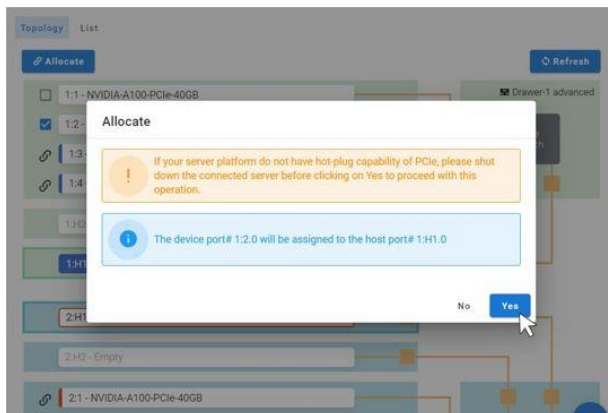 Topology List
Allocate
Refresh
1:1 - NVIDIA-A100-PCIe-40GB
Drawer-1 advanced
1:2 -
Allocate
1:3
If your server platform do not have hot-plug capability of PCIe, please shut
down the connected server before clicking on Yes to proceed with this
operation.
1:4
1:H2
The device port# 1:2.0 will be assigned to the host port# 1:H1.0
1:H1
No Yes
2:H1
2:H2 - Empty
2:1 - NVIDIA-A100-PCIe-40GB